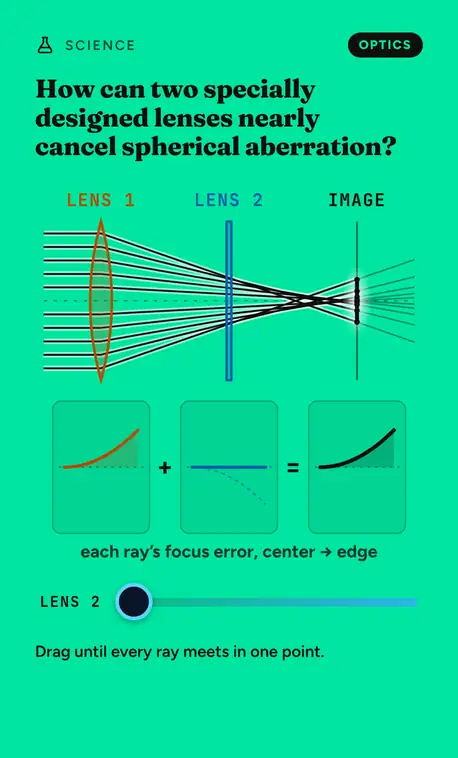 SCIENCE
OPTICS
How can two specially
designed lenses nearly
cancel spherical aberration?
LENS 1
LENS 2
IMAGE
+
=
each ray’s focus error, center → edge
LENS 2
Drag until every ray meets in one point.